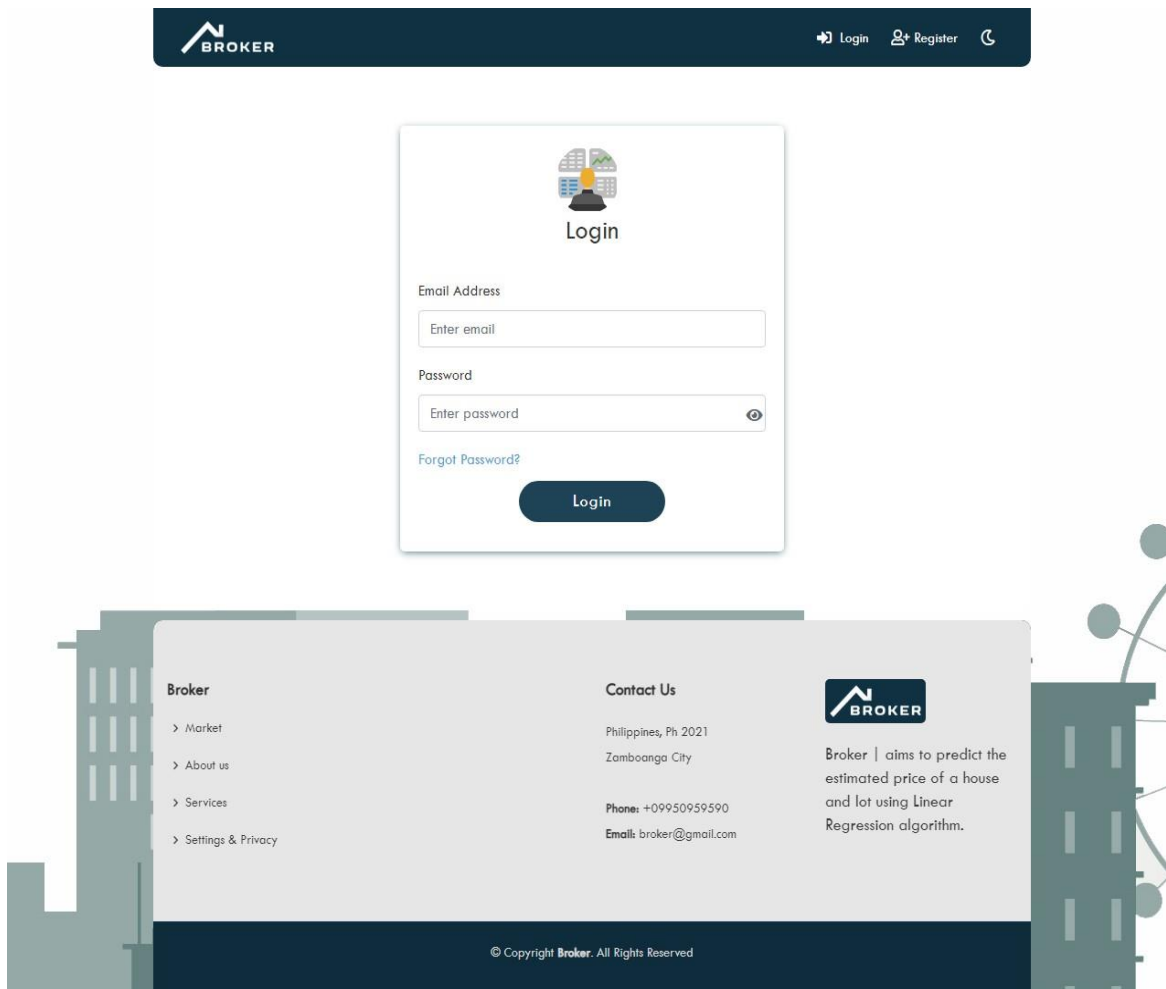 BROKER
Login
Register
Login
Email Address
Enter email
Password
Enter password
Forgot Password?
Login
Broker
> Market
> About us
> Services
> Settings & Privacy
Contact Us
Philippines, Ph 2021
Zamboanga City
Phone: +09950959590
Email: broker@gmail.com
BROKER
Broker | aims to predict the
estimated price of a house
and lot using Linear
Regression algorithm.
© Copyright Broker. All Rights Reserved